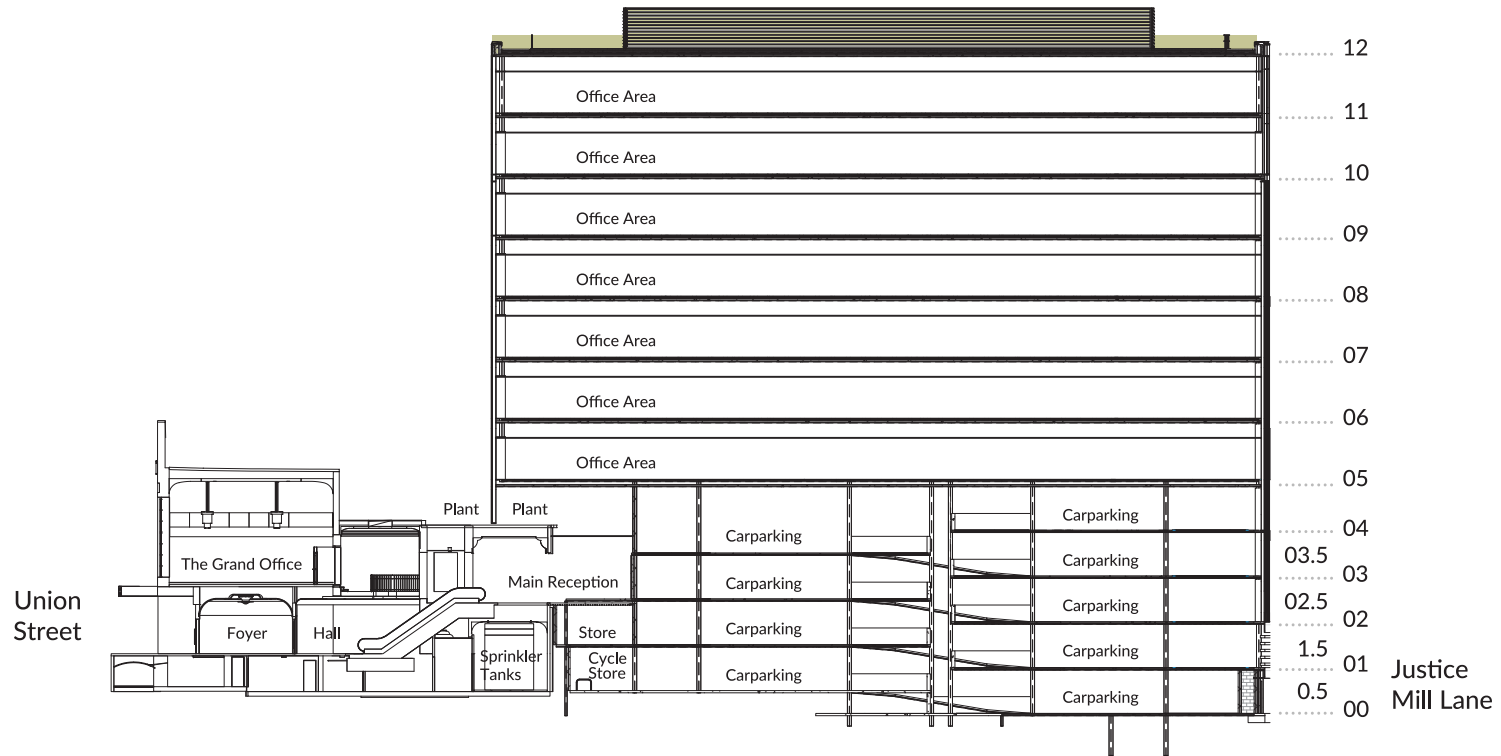 12
Office Area
11
Office Area
10
Office Area
09
Office Area
08
Office Area
07
Office Area
06
Office Area
05
Plant Plant
Carparking
Carparking
04
03.5
The Grand Office
Main Reception
Carparking
Carparking
03
02.5
Union
Street
Foyer
Hall
Store
Carparking
Carparking
02
1.5
Sprinkler
Tanks
Cycle
Store
Carparking
Carparking
01
0.5
00
Carparking
Justice
Mill Lane